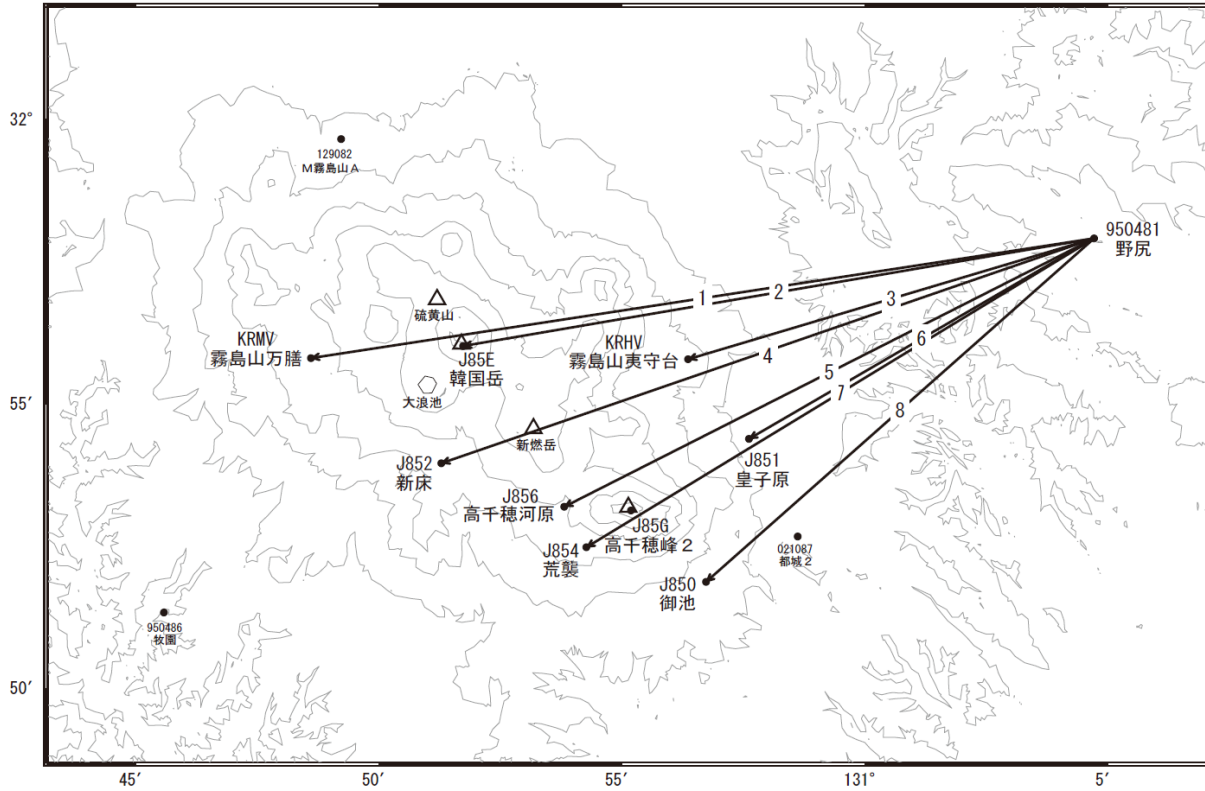 32°
129082
M霧島山A
950481
野尻
1
2
3
硫黄山
KRMV
霧島山万膳
J85E
韓国岳
KRHV
霧島山夷守台
4
5
6
7
8
大浪池
55′
新燃岳
J852
新床
J851
皇子原
J856
高千穂河原
J85G
高千穂峰2
J854
荒襲
021087
都城2
J850
御池
950486
牧園
50′
45′
50′
55′
131°
5′